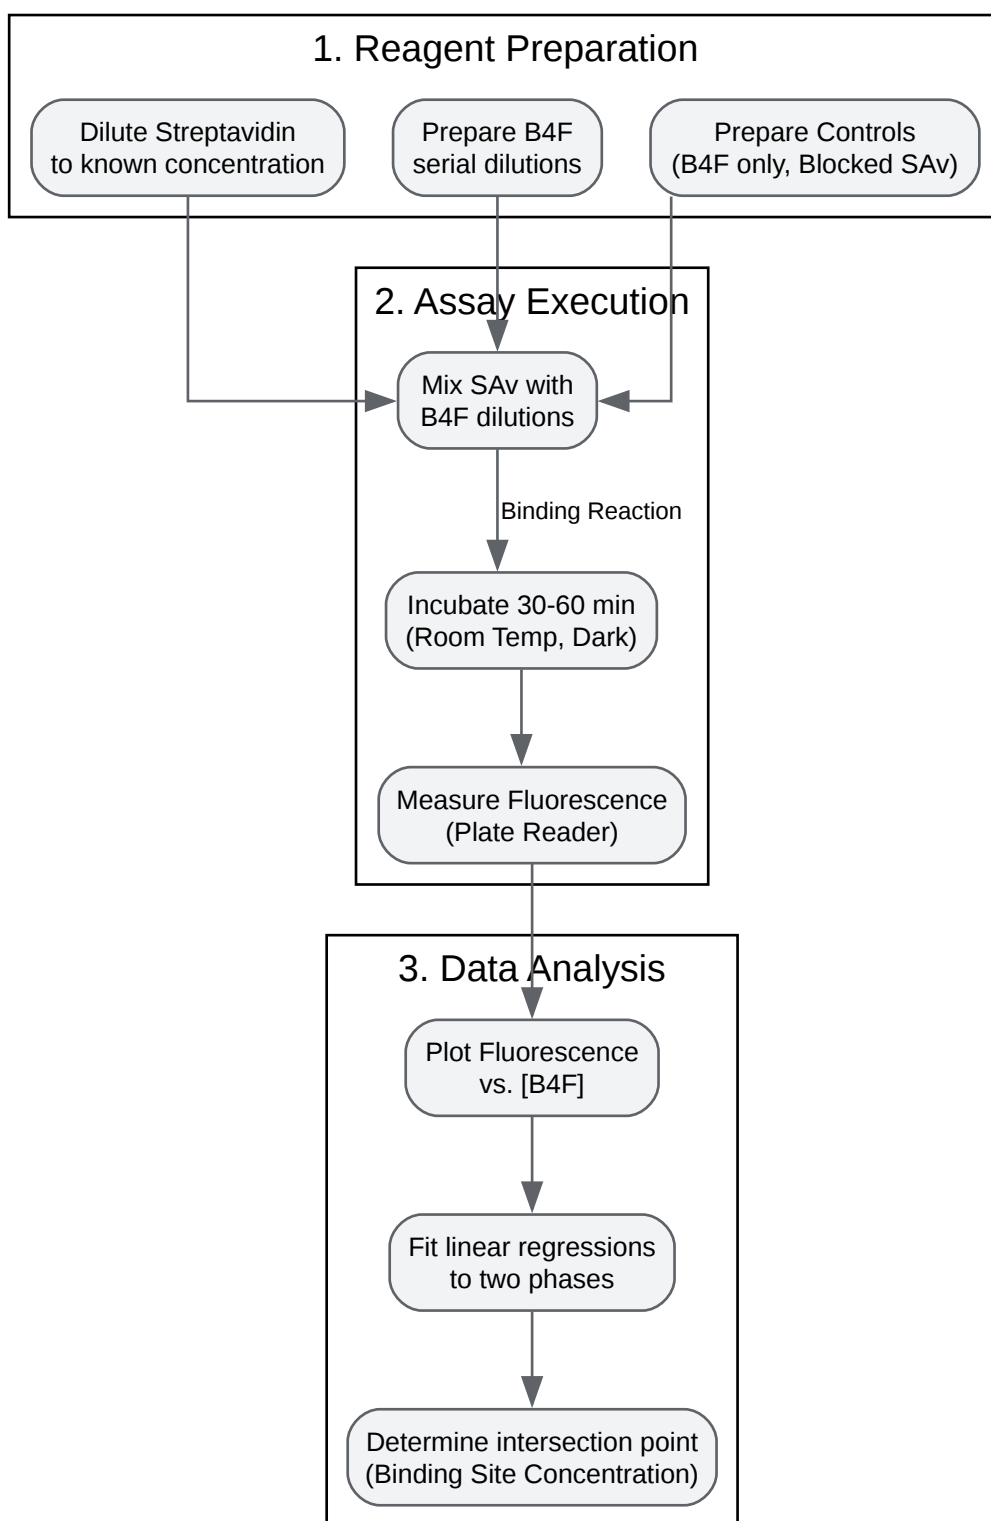 1. Reagent Preparation
Dilute Streptavidin
to known concentration
Prepare B4F
serial dilutions
Prepare Controls
(B4F only, Blocked SAv)
2. Assay Execution
Mix SAv with
B4F dilutions
Binding Reaction
Incubate 30-60 min
(Room Temp, Dark)
Measure Fluorescence
(Plate Reader)
3. Data Analysis
Plot Fluorescence
vs. [B4F]
Fit linear regressions
to two phases
Determine intersection point
(Binding Site Concentration)